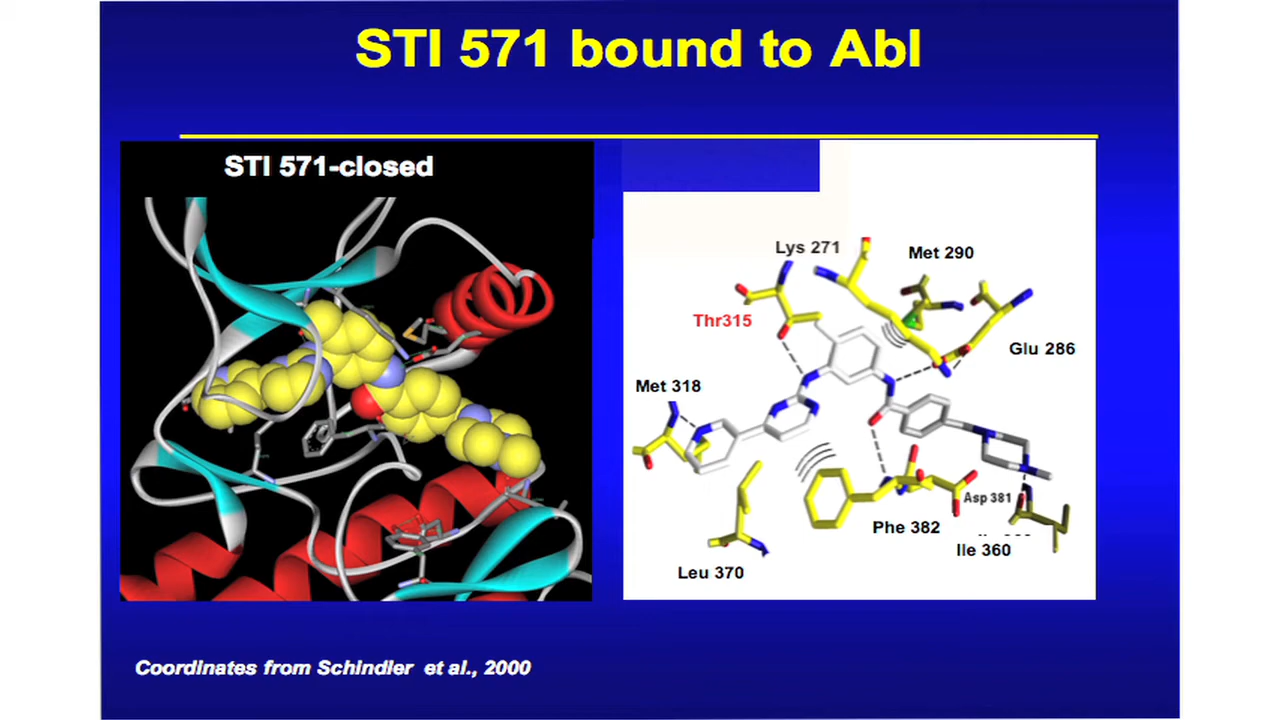 STI 571 bound to Abl
STI 571-closed
Lys 271
Met 290
Thr315
Glu 286
Met 318
Asp 381
Phe 382
Ile 360
Leu 370
Coordinates from Schindler et al., 2000